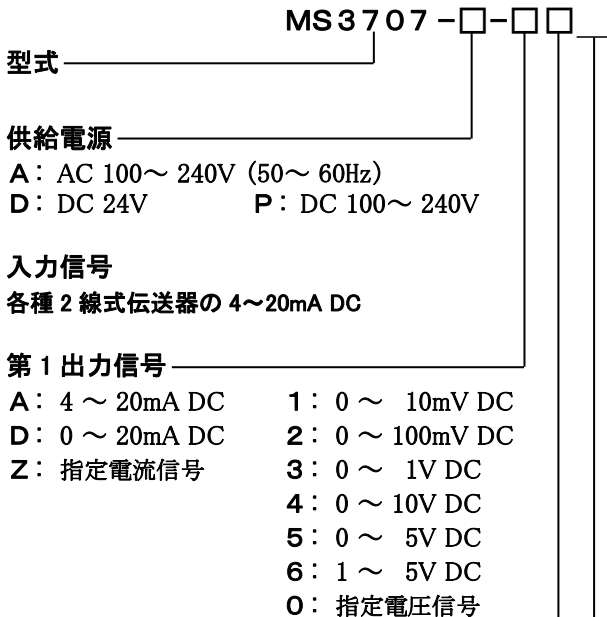 MS3707-□-□□
型式
供給電源
A：AC 100～ 240V (50～ 60Hz)
D：DC 24V P：DC 100～ 240V
入力信号
各種 2 線式伝送器の 4～20mA DC
第 1 出力信号
A：4 ～ 20mA DC 1：0 ～ 10mV DC
D：0 ～ 20mA DC 2：0 ～ 100mV DC
Z：指定電流信号 3：0 ～ 1V DC
4：0 ～ 10V DC
5：0 ～ 5V DC
6：1 ～ 5V DC
0：指定電圧信号